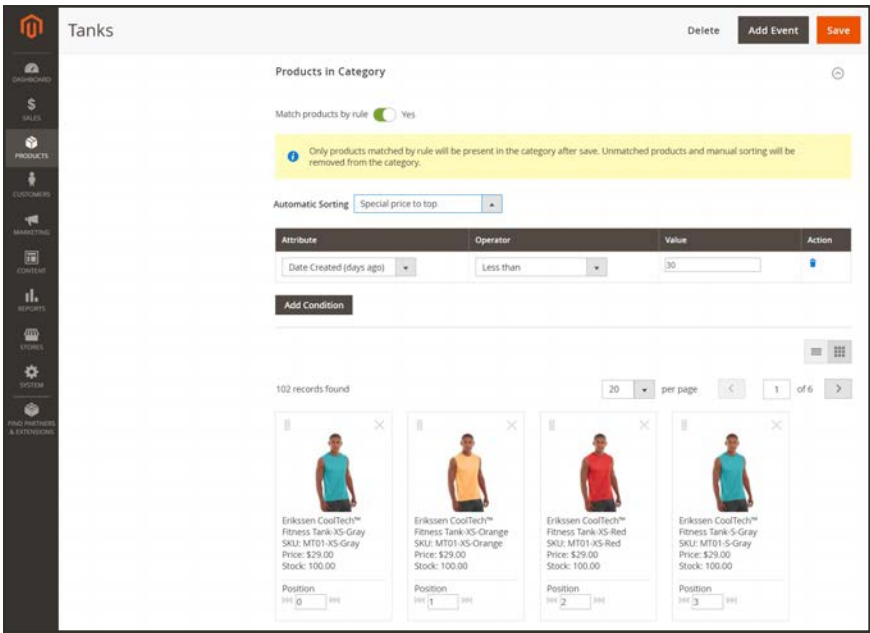 Tanks
Delete
Add Event
Save
DASHBOARD
SALES
PRODUCTS
CUSTOMERS
MARKETING
CONTENT
REPORTS
STORES
SYSTEM
FIND PARTNERS
& EXTENSIONS
Products in Category
Match products by rule Yes
Only products matched by rule will be present in the category after save. Unmatched products and manual sorting will be
removed from the category.
Automatic Sorting Special price to top
Attribute Operator Value Action
Date Created (days ago) Less than 30
Add Condition
102 records found 20 per page 1 of 6
Erikssen CoolTech™
Fitness Tank-XS-Gray
SKU: MT01-XS-Gray
Price: $29.00
Stock: 100.00
Position
0
Erikssen CoolTech™
Fitness Tank-XS-Orange
SKU: MT01-XS-Orange
Price: $29.00
Stock: 100.00
Position
1
Erikssen CoolTech™
Fitness Tank-XS-Red
SKU: MT01-XS-Red
Price: $29.00
Stock: 100.00
Position
2
Erikssen CoolTech™
Fitness Tank-S-Gray
SKU: MT01-S-Gray
Price: $29.00
Stock: 100.00
Position
3